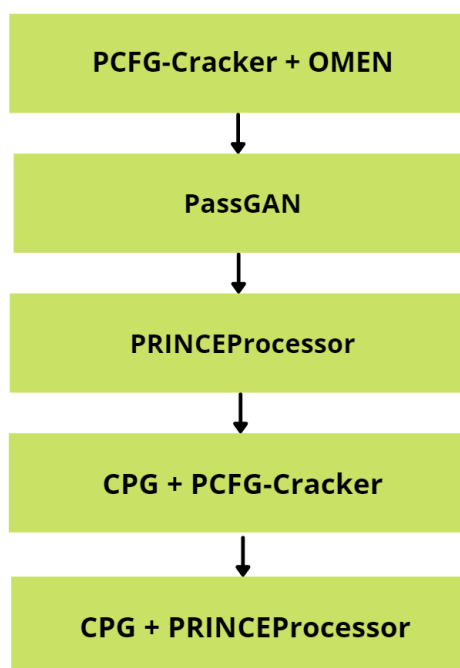 PCFG-Cracker + OMEN
PassGAN
PRINCEProcessor
CPG + PCFG-Cracker
CPG + PRINCEProcessor